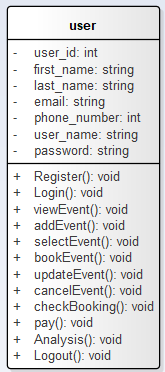 user
- user_id: int
- first_name: string
- last_name: string
- email: string
- phone_number: int
- user_name: string
- password: string
+ Register(): void
+ Login(): void
+ viewEvent(): void
+ addEvent(): void
+ selectEvent(): void
+ bookEvent(): void
+ updateEvent(): void
+ cancelEvent(): void
+ checkBooking(): void
+ pay(): void
+ Analysis(): void
+ Logout(): void